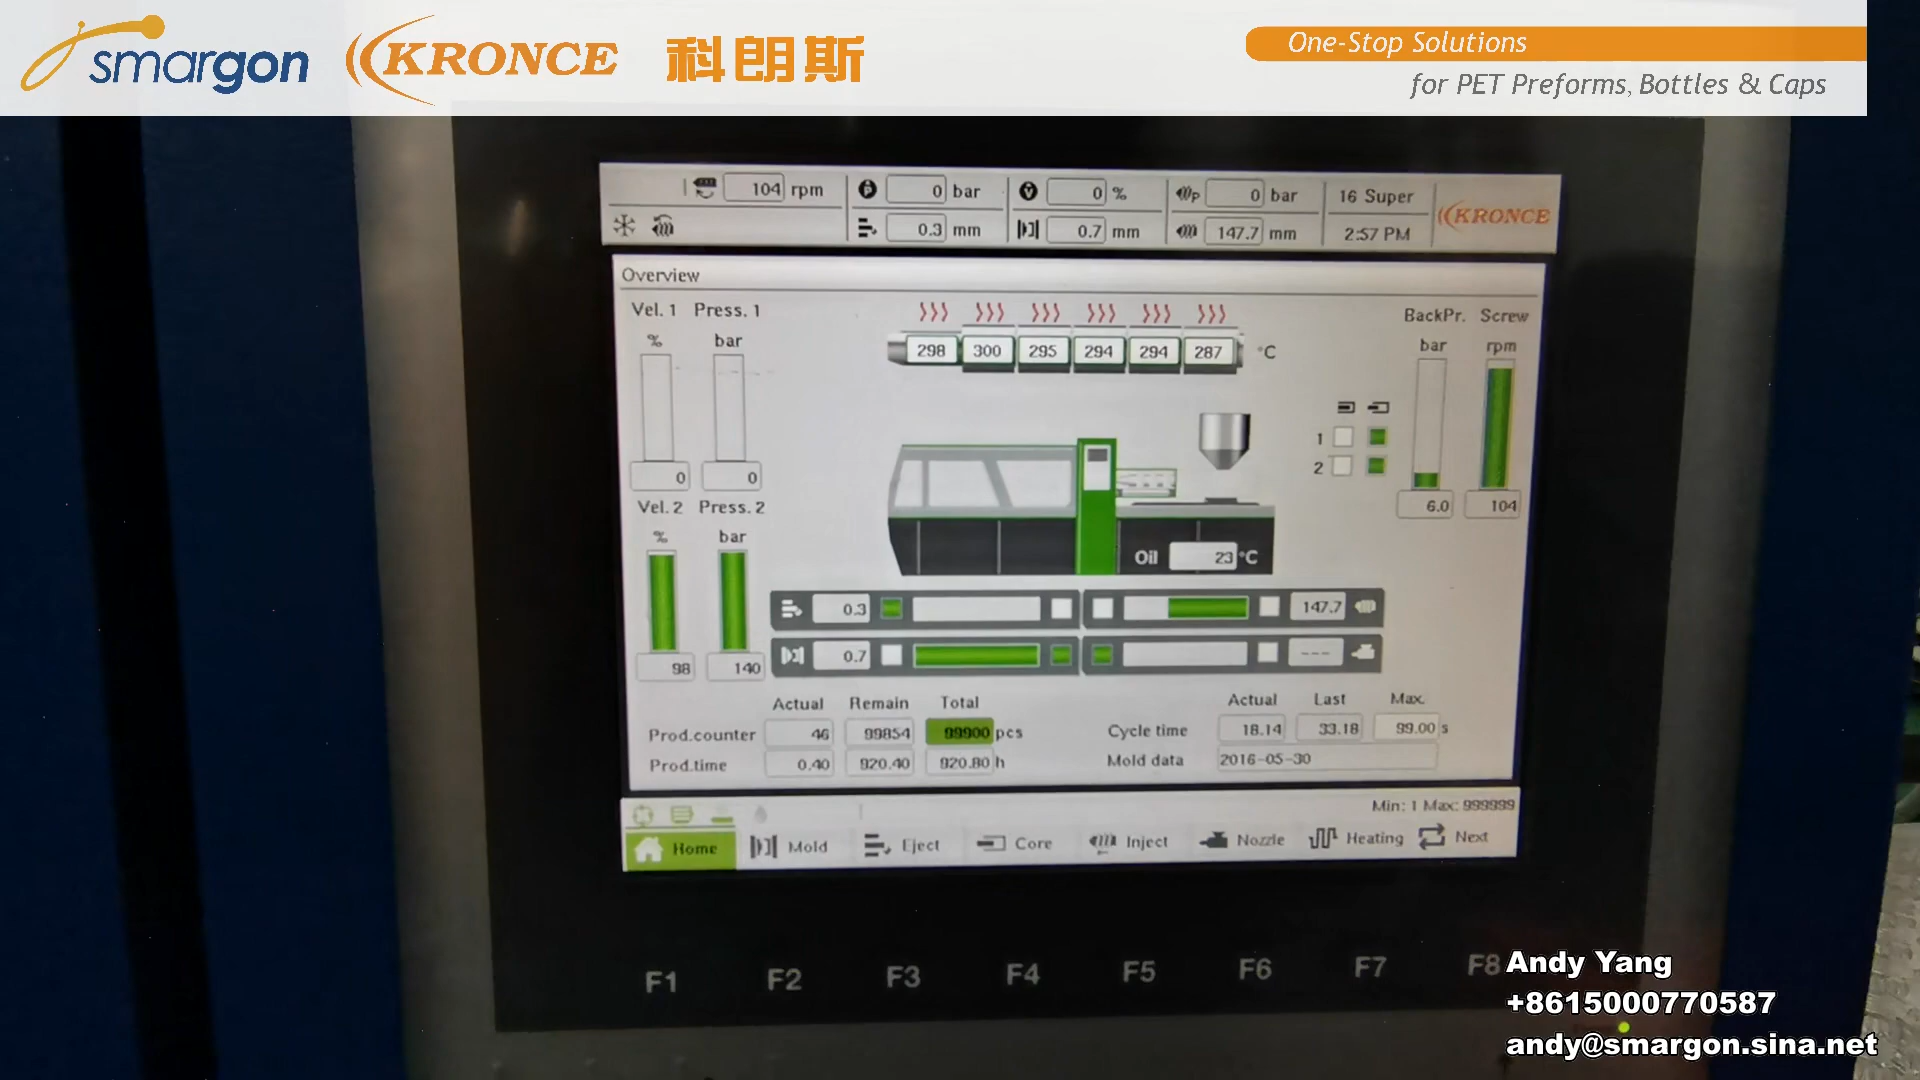 smargon KRONCE 科朗斯
One-Stop Solutions
for PET Preforms, Bottles & Caps
104 rpm 0 bar 0 % P 0 bar 16 Super KRONCE
0.3 mm 0.7 mm 147.7 mm 2:57 PM
Overview
Vel. 1 Press. 1 BackPr. Screw
% bar bar rpm
298 300 295 294 294 287 °C
1
2
0 0 6.0 104
Vel. 2 Press. 2
% bar
Oil 23 °C
0.3 147.7
98 140 0.7 ---
Actual Remain Total Actual Last Max.
Prod.counter 46 99854 99900 pcs Cycle time 18.14 33.18 99.00 s
Prod.time 0.40 920.40 920.80 h Mold data 2016-05-30
Min: 1 Max: 999999
Home Mold Eject Core Inject Nozzle Heating Next
F1 F2 F3 F4 F5 F6 F7 F8
Andy Yang
+8615000770587
andy@smargon.sina.net